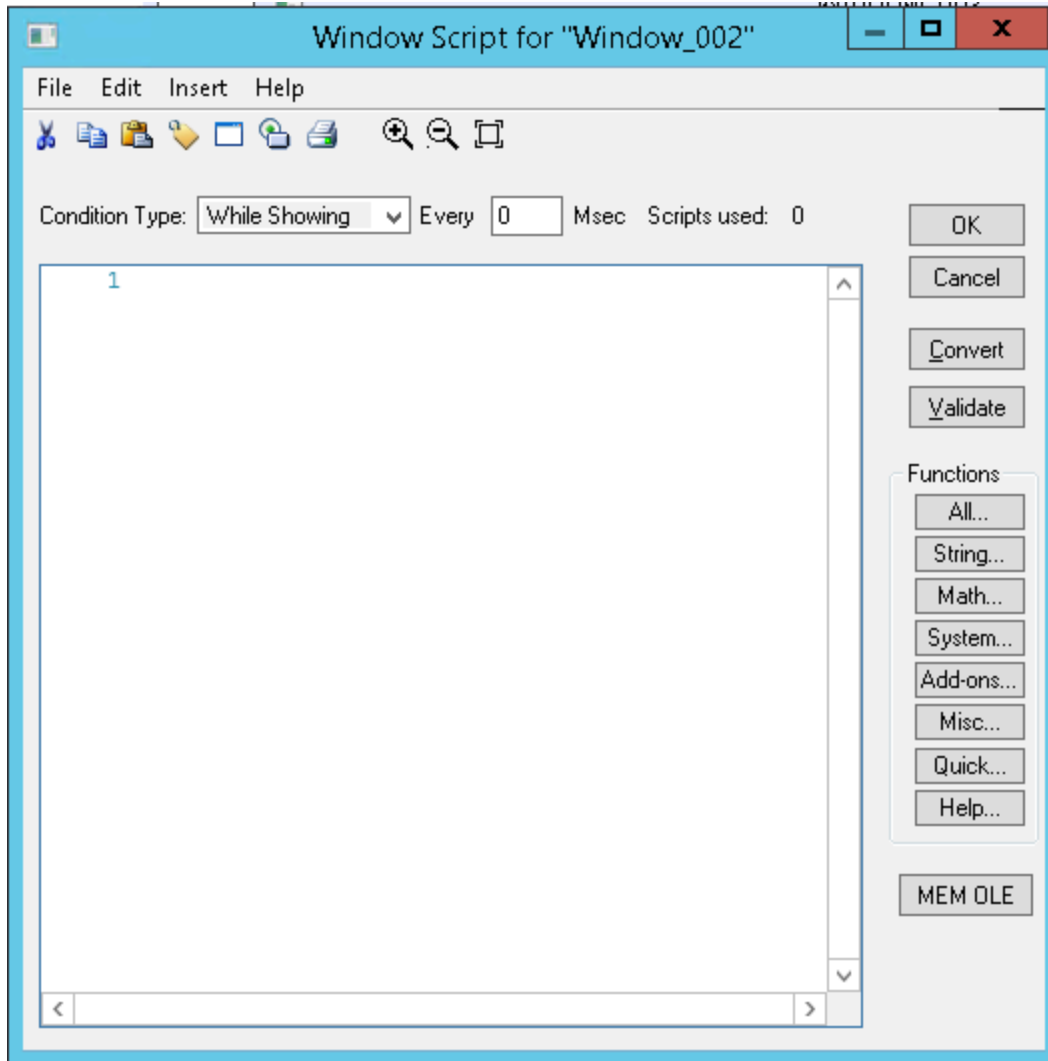 Window Script for "Window_002"
File Edit Insert Help
Condition Type: While Showing Every 0 Msec Scripts used: 0
OK
1
Cancel
Convert
Validate
Functions
All...
String...
Math...
System...
Add-ons...
Misc...
Quick...
Help...
MEM OLE